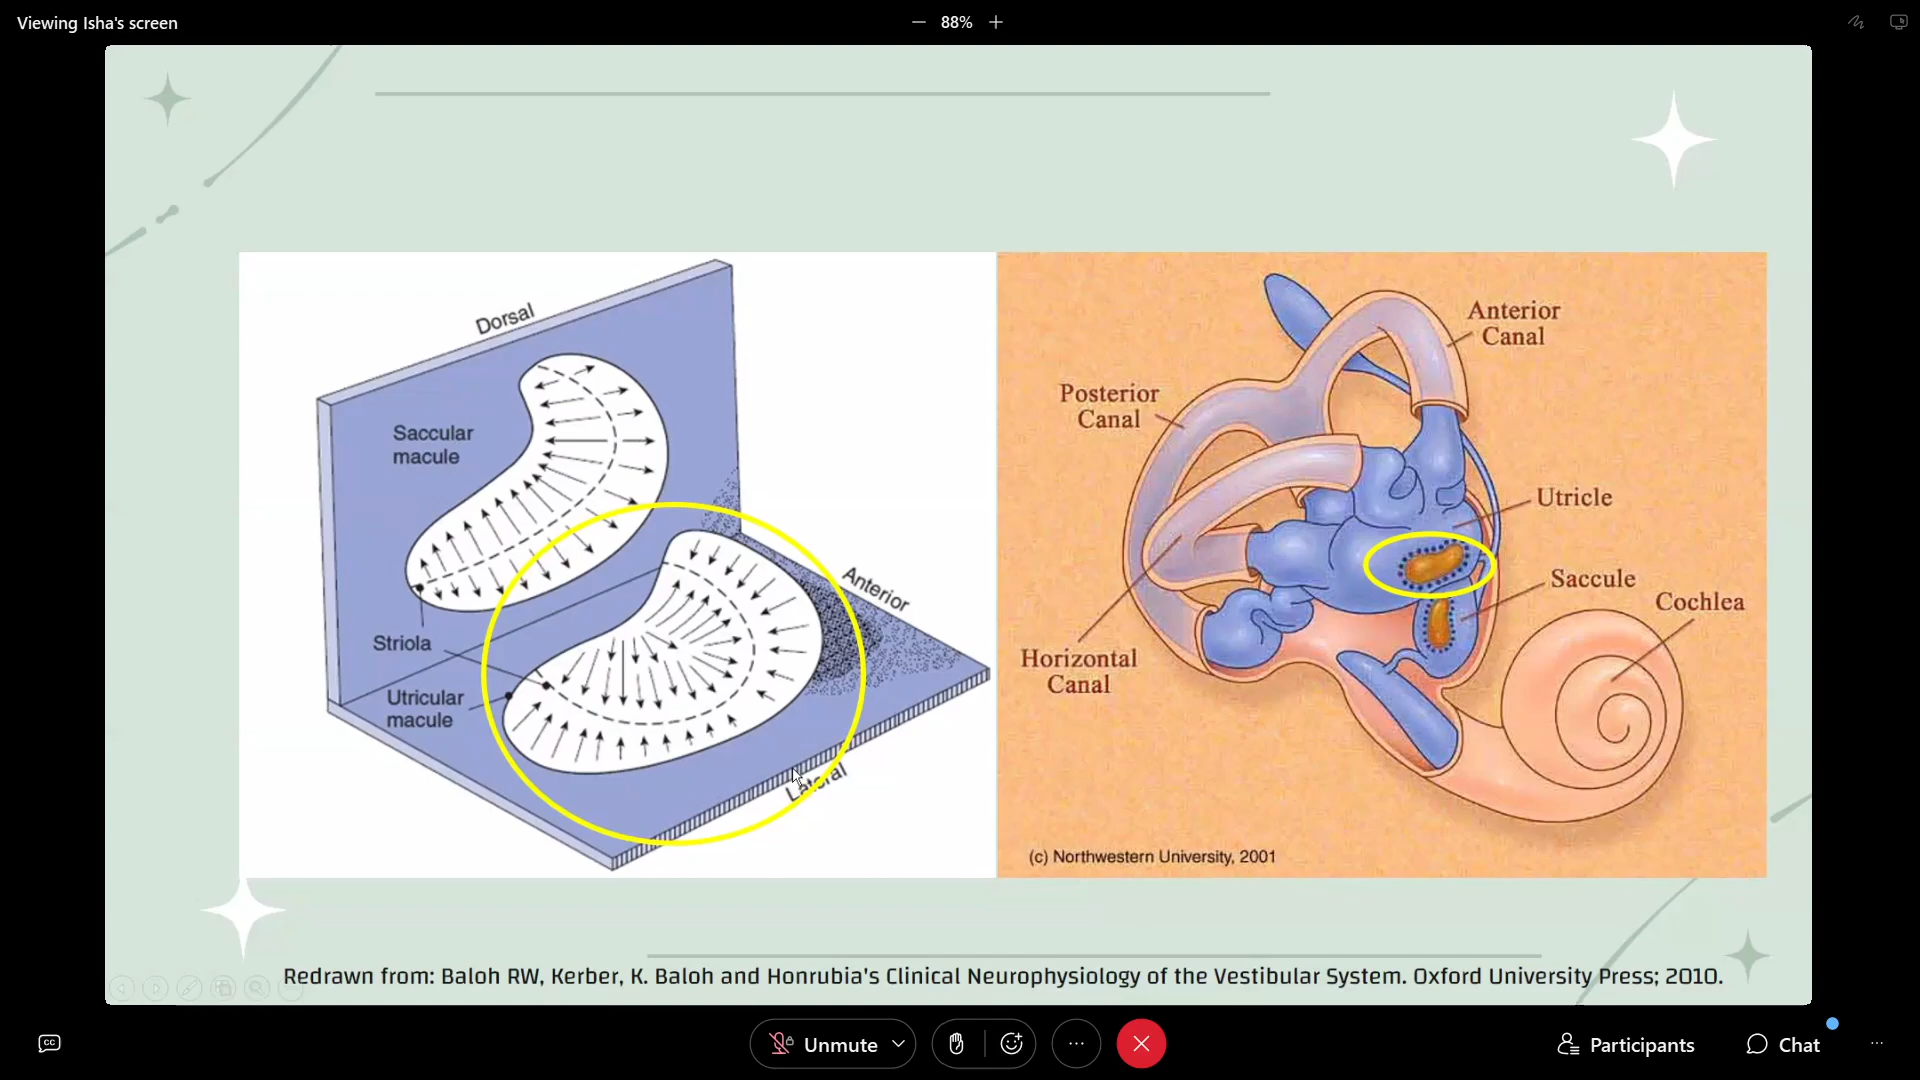 Viewing Isha's screen
88%
Dorsal
Saccular
macule
Striola
Utricular
macule
Anterior
Lateral
Anterior
Canal
Posterior
Canal
Utricle
Saccule
Cochlea
Horizontal
Canal
(c) Northwestern University, 2001
Redrawn from: Baloh RW, Kerber, K. Baloh and Honrubia's Clinical Neurophysiology of the Vestibular System. Oxford University Press; 2010.
CC
Unmute
Participants
Chat